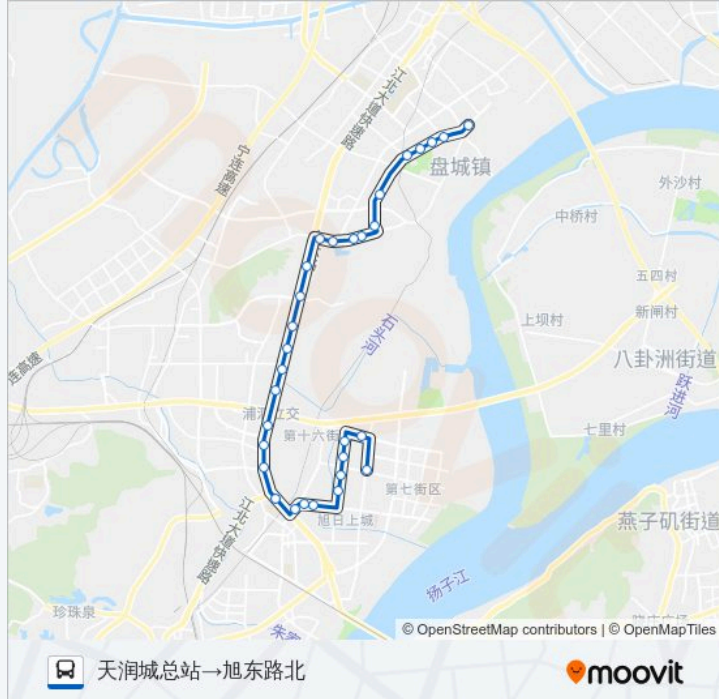 江北大道快速路
宁连高速
盘城镇
外沙村
中桥村
五四村
新闸村
上坝村
石头河
八卦洲街道
连高速
跃进河
浦泗立交
第十六街
七里村
第七街区
旭日上城
燕子矶街道
江北大道快速路
扬子江
珍珠泉
© OpenStreetMap contributors | © OpenMapTiles
天润城总站→旭东路北
moovit